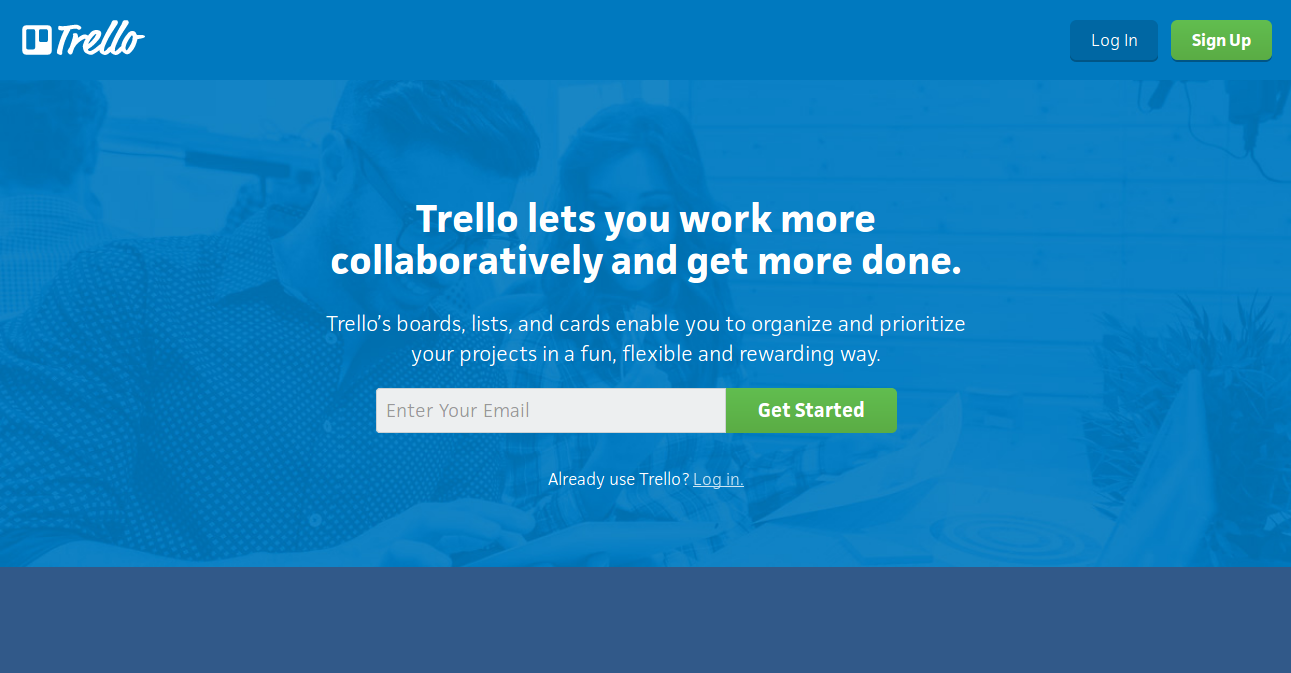 Trello
Log In
Sign Up
Trello lets you work more
collaboratively and get more done.
Trello’s boards, lists, and cards enable you to organize and prioritize
your projects in a fun, flexible and rewarding way.
Enter Your Email
Get Started
Already use Trello? Log in.